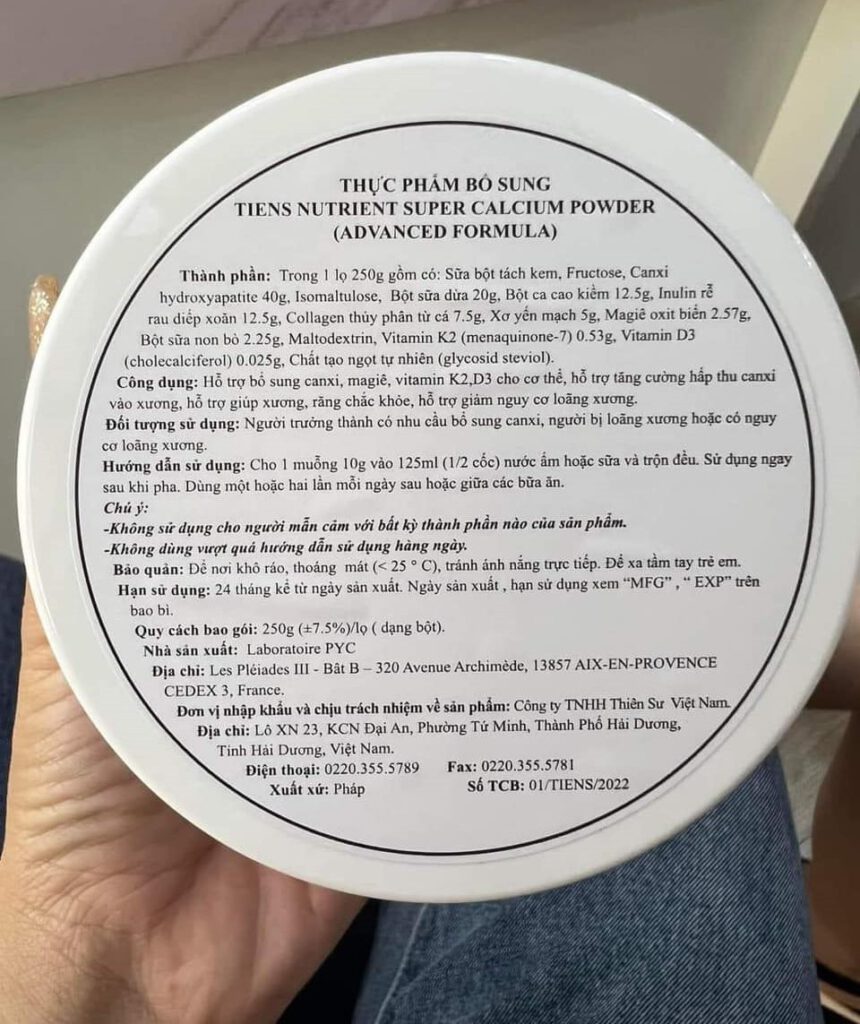 THỰC PHẨM BỔ SUNG
TIENS NUTRIENT SUPER CALCIUM POWDER
(ADVANCED FORMULA)
Thành phần: Trong 1 lọ 250g gồm có: Sữa bột tách kem, Fructose, Canxi
hydroxyapatite 40g, Isomaltulose, Bột sữa dừa 20g, Bột ca cao kiềm 12.5g, Inulin rễ
rau diếp xoăn 12.5g, Collagen thủy phân từ cá 7.5g, Xơ yến mạch 5g, Magiê oxit biển 2.57g,
Bột sữa non bò 2.25g, Maltodextrin, Vitamin K2 (menaquinone-7) 0.53g, Vitamin D3
(cholecalciferol) 0.025g, Chất tạo ngọt tự nhiên (glycosid steviol).
Công dụng: Hỗ trợ bổ sung canxi, magiê, vitamin K2,D3 cho cơ thể, hỗ trợ tăng cường hấp thu canxi
vào xương, hỗ trợ giúp xương, răng chắc khỏe, hỗ trợ giảm nguy cơ loãng xương.
Đối tượng sử dụng: Người trưởng thành có nhu cầu bổ sung canxi, người bị loãng xương hoặc có nguy
cơ loãng xương.
Hướng dẫn sử dụng: Cho 1 muỗng 10g vào 125ml (1/2 cốc) nước ấm hoặc sữa và trộn đều. Sử dụng ngay
sau khi pha. Dùng một hoặc hai lần mỗi ngày sau hoặc giữa các bữa ăn.
Chú ý:
-Không sử dụng cho người mẫn cảm với bất kỳ thành phần nào của sản phẩm.
-Không dùng vượt quá hướng dẫn sử dụng hàng ngày.
Bảo quản: Để nơi khô ráo, thoáng mát (< 25 ° C), tránh ánh nắng trực tiếp. Để xa tầm tay trẻ em.
Hạn sử dụng: 24 tháng kể từ ngày sản xuất. Ngày sản xuất , hạn sử dụng xem “MFG” , “ EXP” trên
bao bì.
Quy cách bao gói: 250g (±7.5%)/lọ ( dạng bột).
Nhà sản xuất: Laboratoire PYC
Địa chỉ: Les Pléiades III - Bât B – 320 Avenue Archimède, 13857 AIX-EN-PROVENCE
CEDEX 3, France.
Đơn vị nhập khẩu và chịu trách nhiệm về sản phẩm: Công ty TNHH Thiên Sư Việt Nam.
Địa chỉ: Lô XN 23, KCN Đại An, Phường Tứ Minh, Thành Phố Hải Dương,
Tỉnh Hải Dương, Việt Nam.
Điện thoại: 0220.355.5789 Fax: 0220.355.5781
Xuất xứ: Pháp Số TCB: 01/TIENS/2022